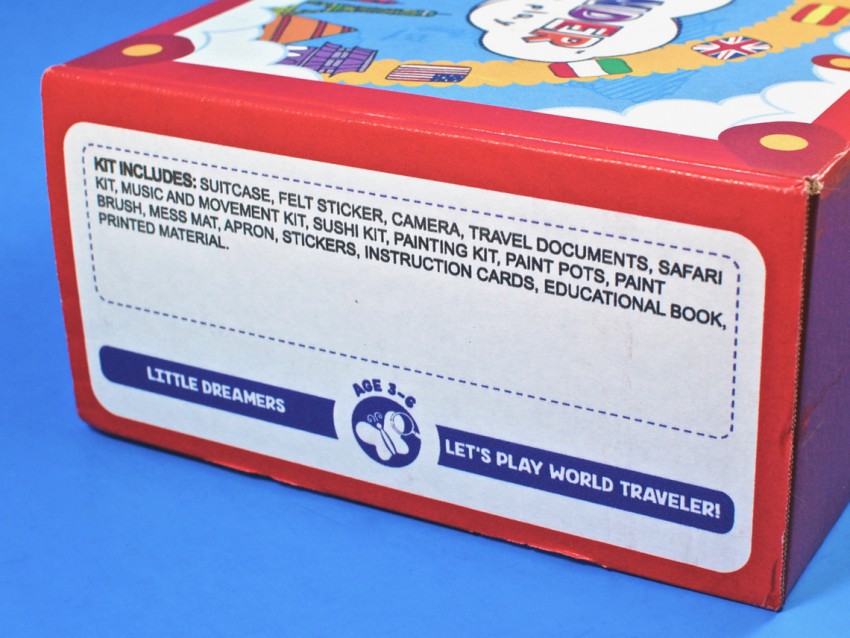 play
KIT INCLUDES: SUITCASE, FELT STICKER, CAMERA, TRAVEL DOCUMENTS, SAFARI
KIT, MUSIC AND MOVEMENT KIT, SUSHI KIT, PAINTING KIT, PAINT POTS, PAINT
BRUSH, MESS MAT, APRON, STICKERS, INSTRUCTION CARDS, EDUCATIONAL BOOK,
PRINTED MATERIAL.
LITTLE DREAMERS
AGE 3-6
LET'S PLAY WORLD TRAVELER!